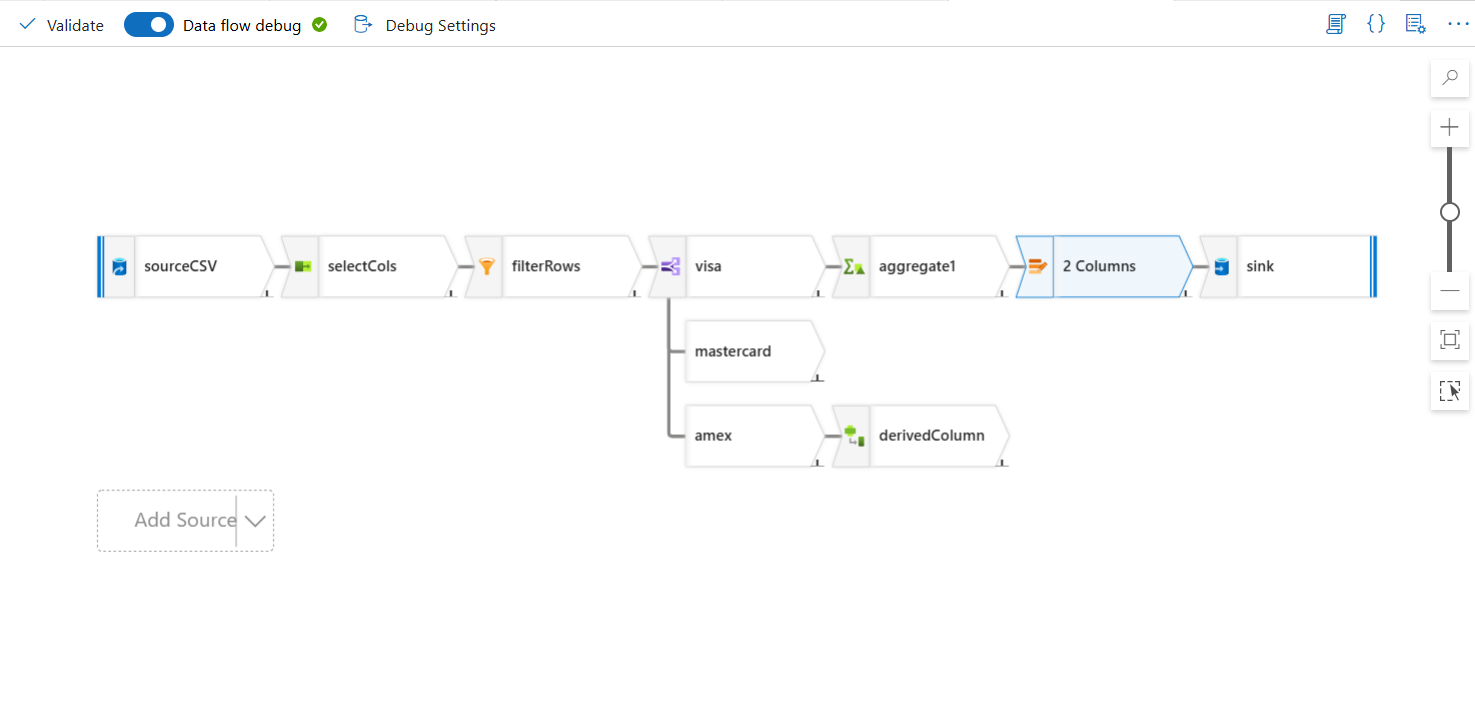 Validate Data flow debug Debug Settings
sourceCSV selectCols filterRows visa aggregate1 2 Columns sink
mastercard
amex derivedColumn
Add Source